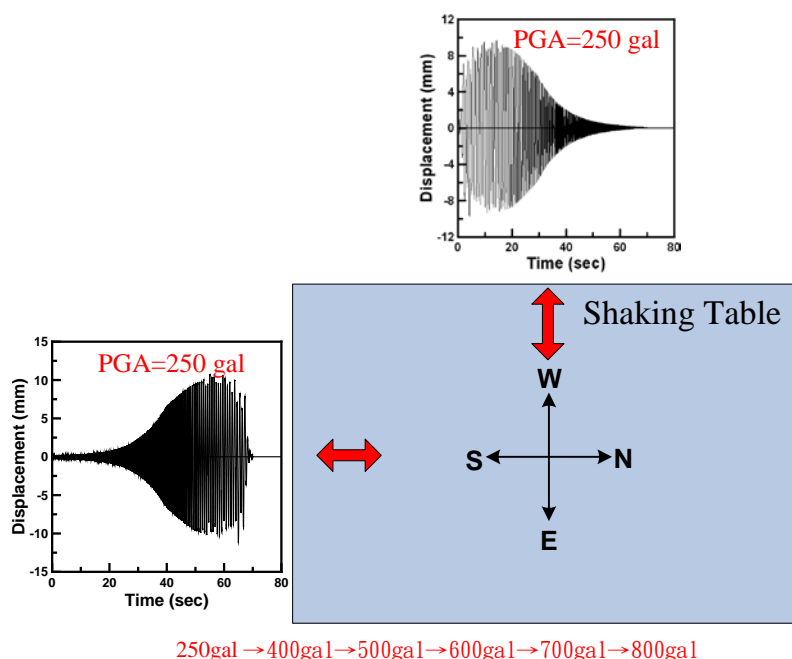 PGA=250 gal
Displacement (mm)
12
8
4
0
-4
-8
-12
0 20 40 60 80
Time (sec)
Shaking Table
PGA=250 gal
Displacement (mm)
15
10
5
0
-5
-10
-15
0 20 40 60 80
Time (sec)
W
S N
E
250gal→400gal→500gal→600gal→700gal→800gal